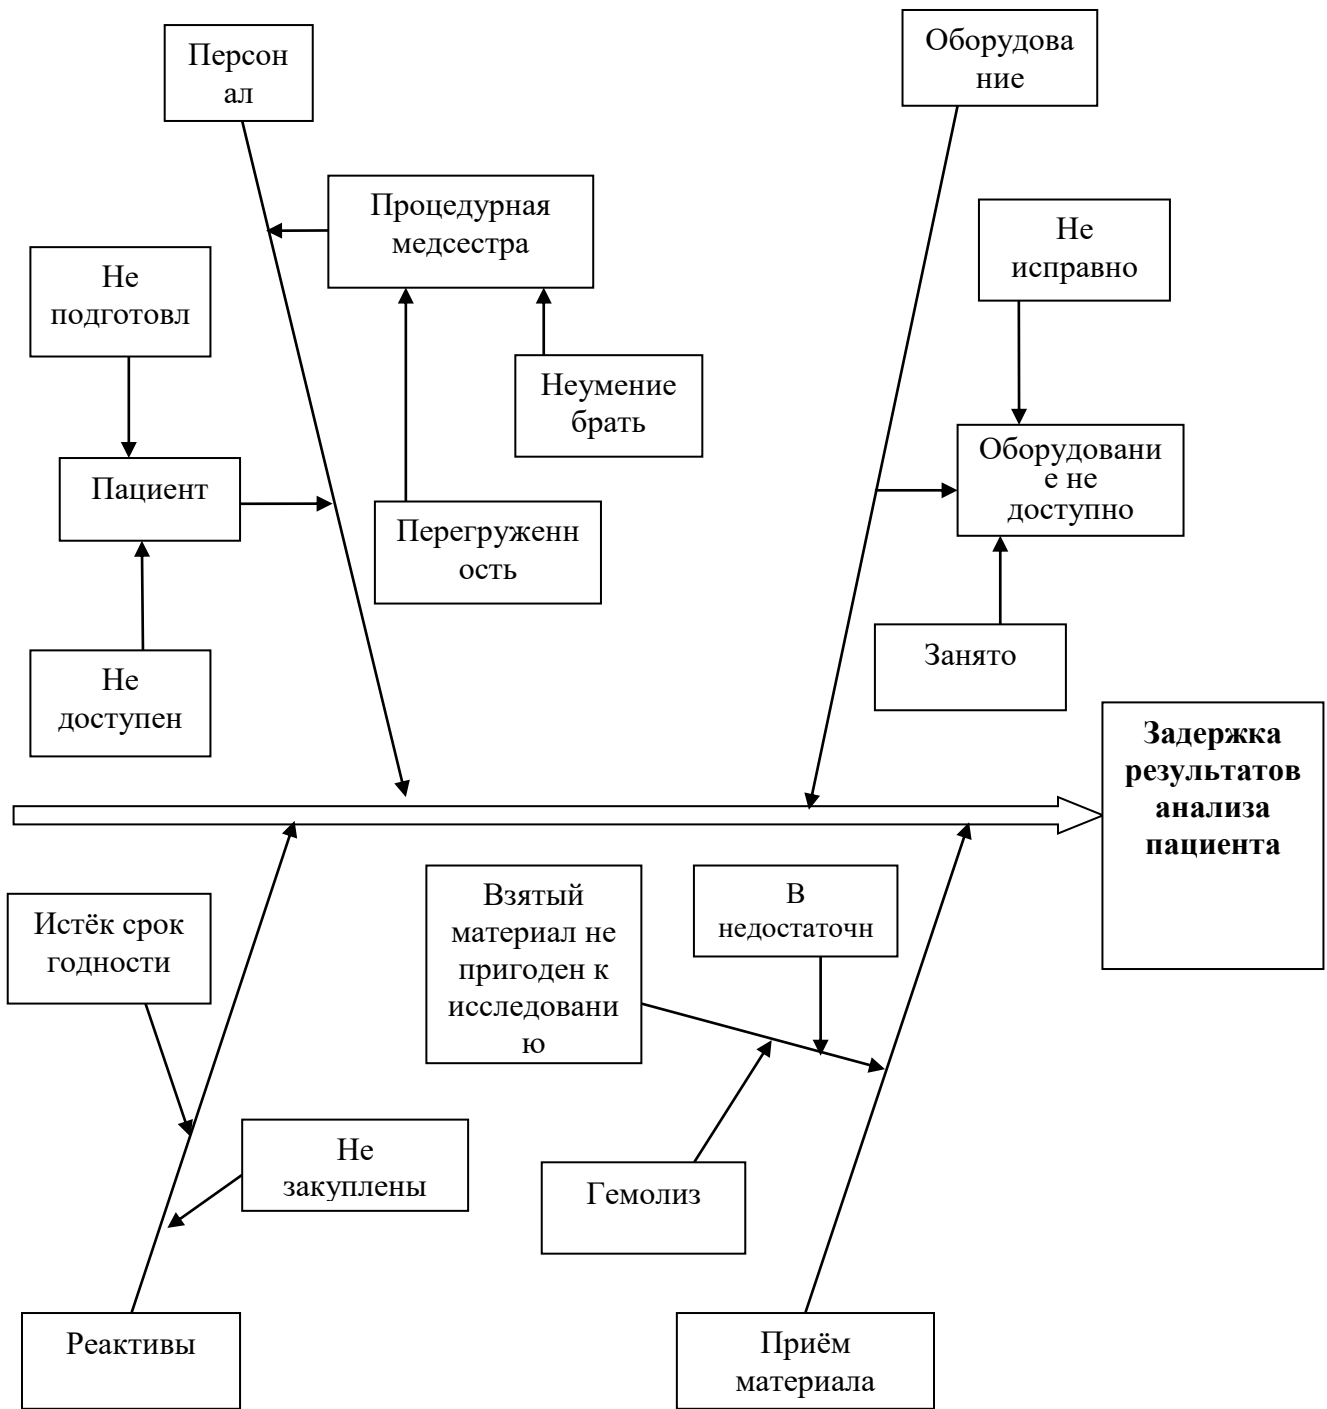 Персон
ал
Оборудова
ние
Процедурная
медсестра
Не
исправно
Не
подготовл
Неумение
брать
Оборудовани
е не
доступно
Пациент
Перегруженн
ость
Занято
Не
доступен
Задержка
результатов
анализа
пациента
Истёк срок
годности
Взятый
материал не
пригоден к
исследовани
ю
В
недостаточн
Не
закуплены
Гемолиз
Реактивы
Приём
материала